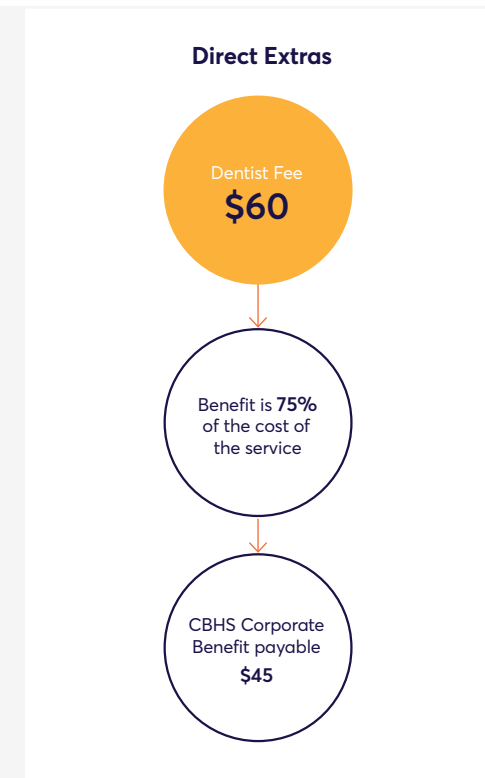 Direct Extras
Dentist Fee
$60
Benefit is 75%
of the cost of
the service
CBHS Corporate
Benefit payable
$45